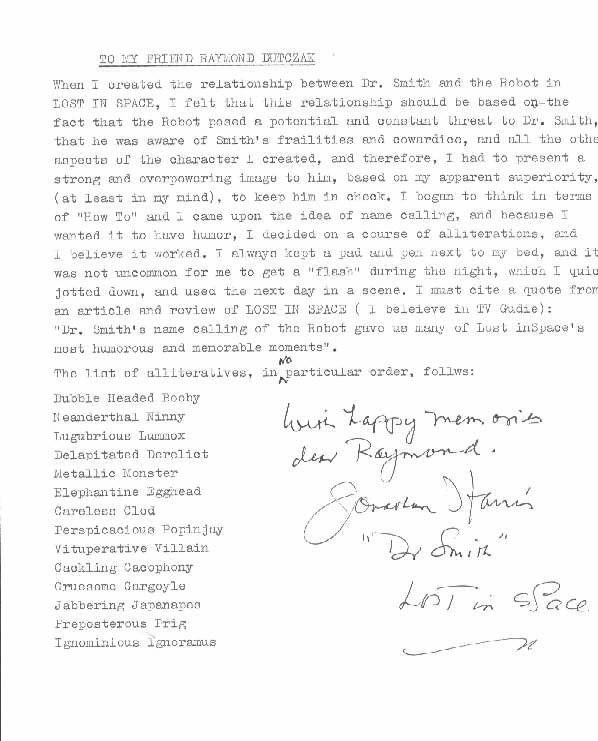 TO MY FRIEND RAYMOND DUTCZAK
When I created the relationship between Dr. Smith and the Robot in
LOST IN SPACE, I felt that this relationship should be based on-the
fact that the Robot posed a potential and constant threat to Dr. Smith,
that he was aware of Smith's frailities and cowardice, and all the othe
aspects of the character I created, and therefore, I had to present a
strong and overpowering image to him, based on my apparent superiority,
(at least in my mind), to keep him in check. I began to think in terms
of "How To" and I came upon the idea of name calling, and because I
wanted it to have humor, I decided on a course of alliterations, and
I believe it worked. I always kept a pad and pen next to my bed, and it
was not uncommon for me to get a "flash" during the night, which I quic
jotted down, and used the next day in a scene. I must cite a quote from
an article and review of LOST IN SPACE ( I beleieve in TV Gudie):
"Dr. Smith's name calling of the Robot gave us many of Lost inSpace's
most humorous and memorable moments".
NO
The list of alliteratives, in particular order, follws:
Bubble Headed Booby
Neanderthal Ninny
Lugubrious Lummox
Delapitated Derelict
Metallic Monster
Elephantine Egghead
Careless Clod
Perspicacious Popinjay
Vituperative Villain
Cackling Cacophony
Gruesome Gargoyle
Jabbering Japanapes
Preposterous Prig
Ignominious Ignoramus
With happy memories
dear Raymond.
Jonathan Harris
"Dr Smith"
LOST in SPace